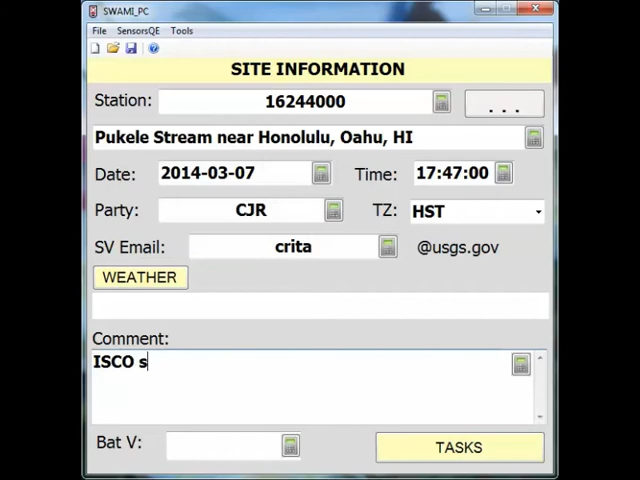 SWAMI_PC
File SensorsQE Tools
SITE INFORMATION
Station: 16244000 ...
Pukele Stream near Honolulu, Oahu, HI
Date: 2014-03-07 Time: 17:47:00
Party: CJR TZ: HST
SV Email: crita @usgs.gov
WEATHER
Comment:
ISCO s
Bat V: TASKS